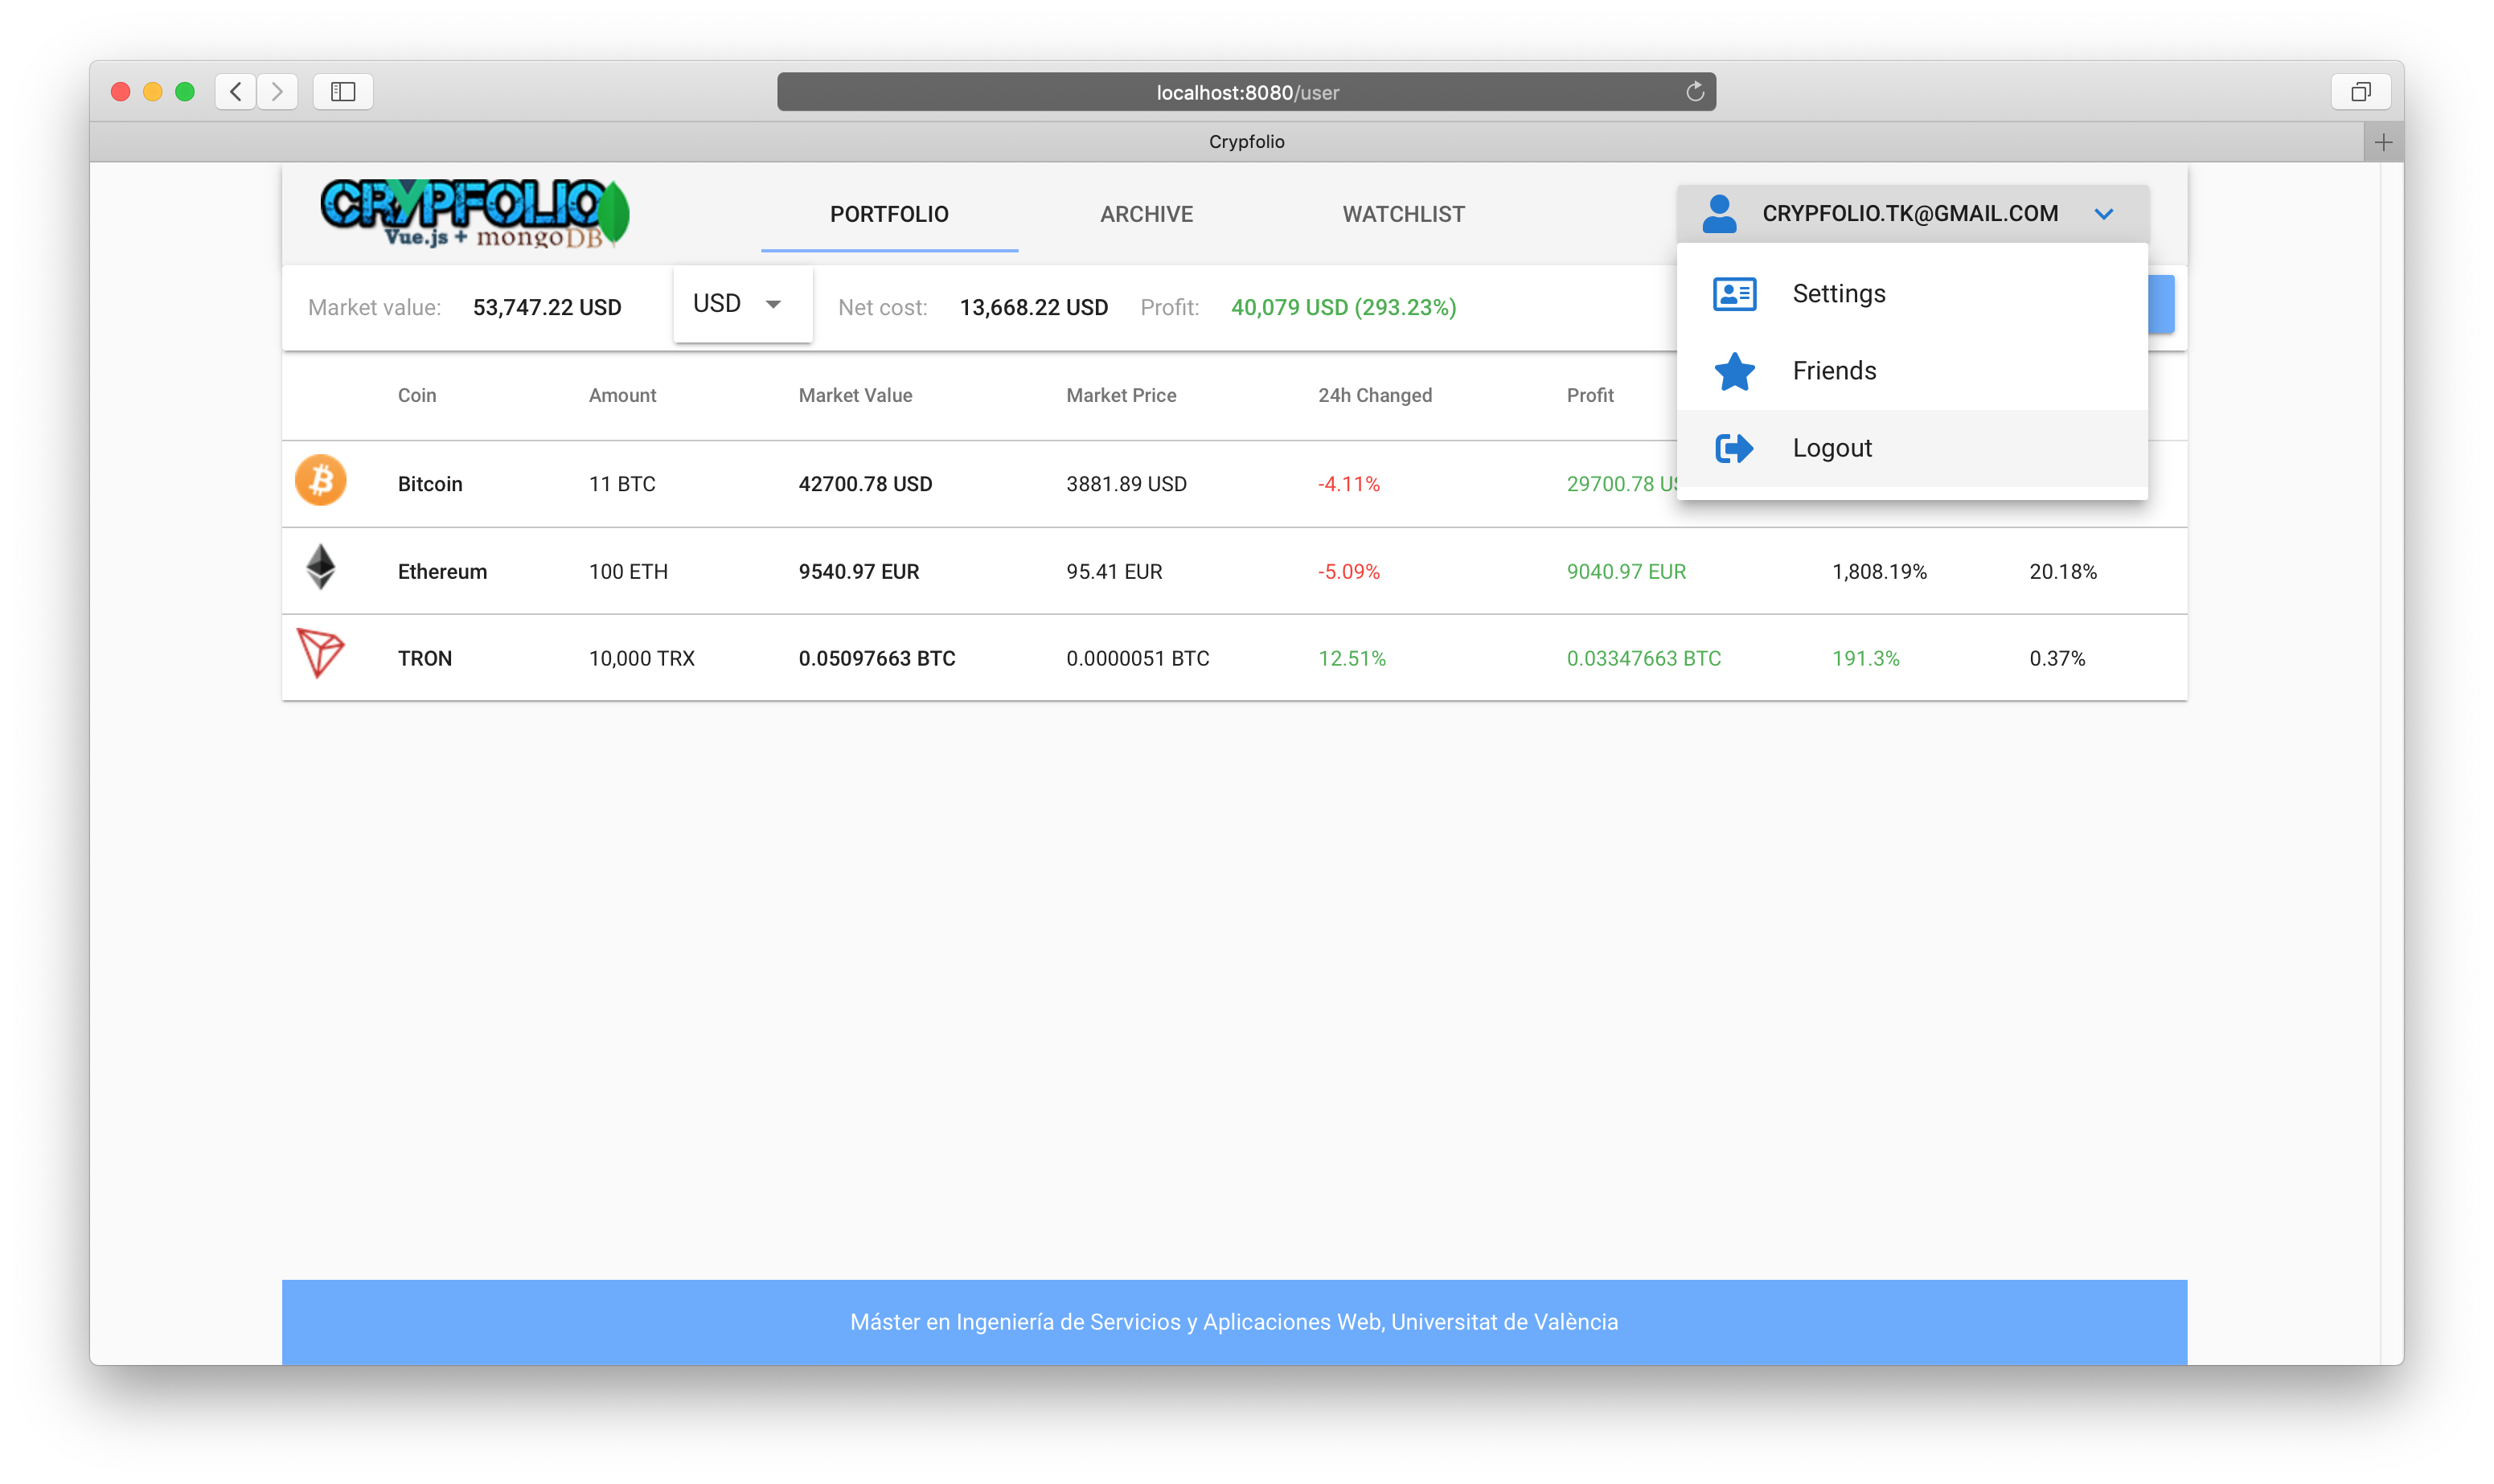 localhost:8080/user
Crypfolio
CRYPFOLIO
Vue.js + mongoDB
PORTFOLIO ARCHIVE WATCHLIST CRYPFOLIO.TK@GMAIL.COM
Market value: 53,747.22 USD USD Net cost: 13,668.22 USD Profit: 40,079 USD (293.23%)
Settings
Friends
Logout
Coin Amount Market Value Market Price 24h Changed Profit
Bitcoin 11 BTC 42700.78 USD 3881.89 USD -4.11% 29700.78
Ethereum 100 ETH 9540.97 EUR 95.41 EUR -5.09% 9040.97 EUR 1,808.19% 20.18%
TRON 10,000 TRX 0.05097663 BTC 0.0000051 BTC 12.51% 0.03347663 BTC 191.3% 0.37%
Máster en Ingeniería de Servicios y Aplicaciones Web, Universitat de València